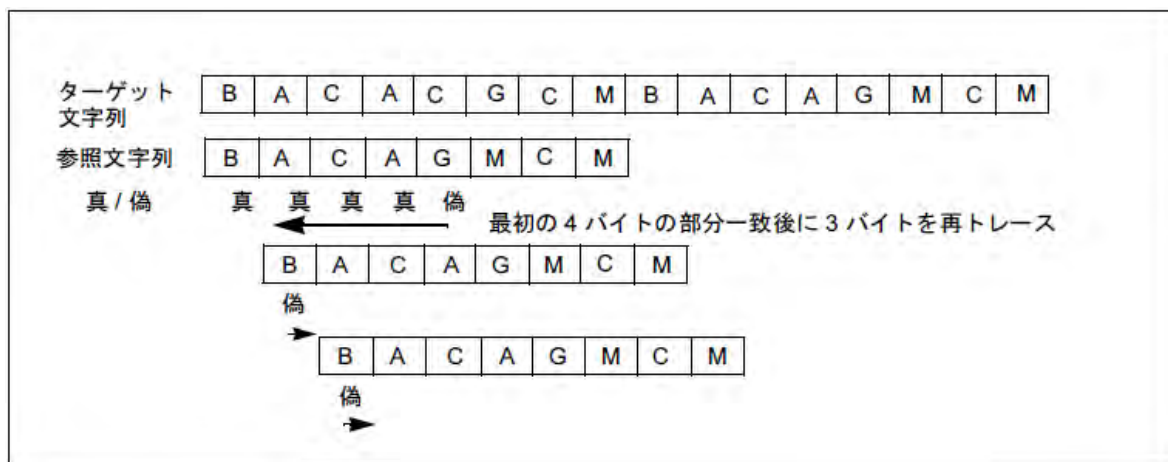 ターゲット文字列 B A C A C G C M B A C A G M C M
参照文字列 B A C A G M C M
真 / 偽 真 真 真 真 偽
最初の 4 バイトの部分一致後に 3 バイトを再トレース
B A C A G M C M
偽
B A C A G M C M
偽